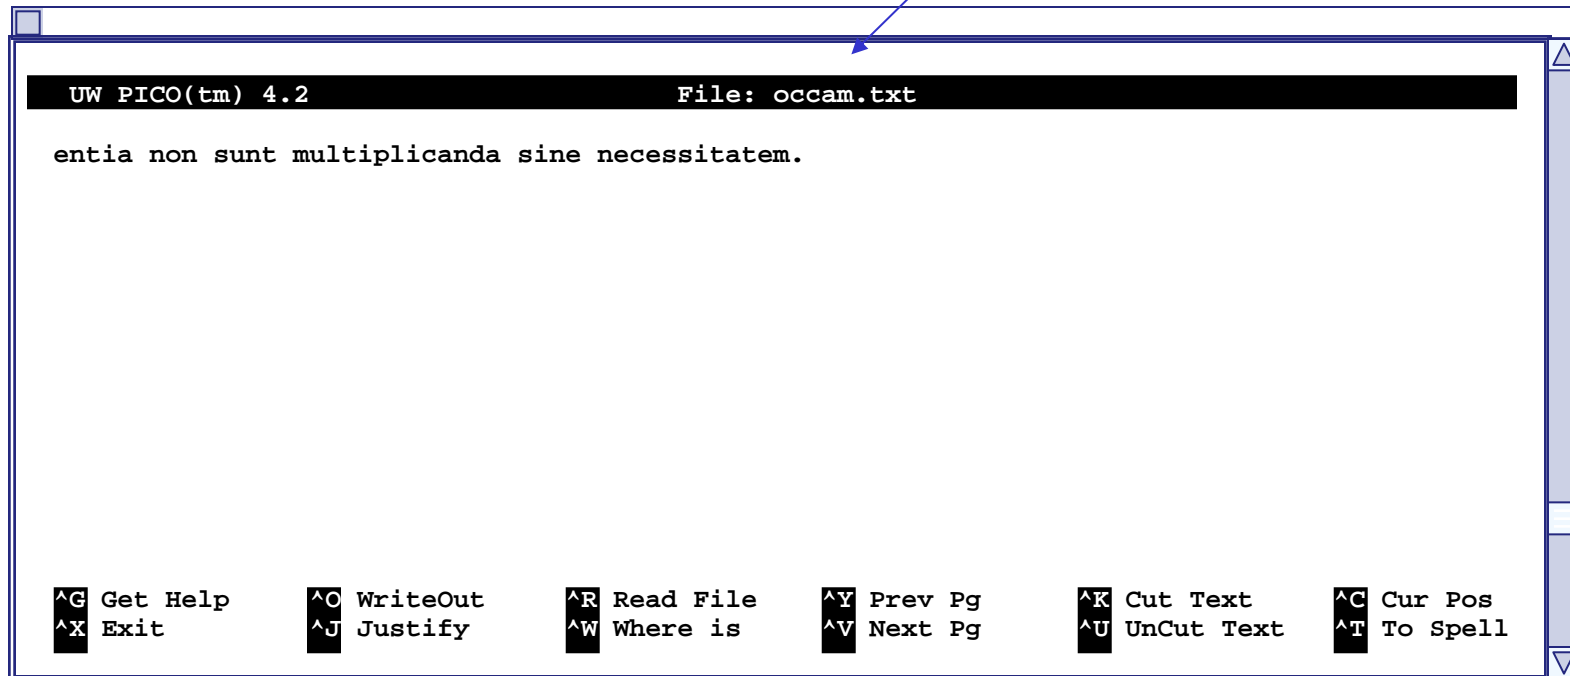 UW PICO(tm) 4.2 File: occam.txt
entia non sunt multiplicanda sine necessitatem.
^G Get Help ^O WriteOut ^R Read File ^Y Prev Pg ^K Cut Text ^C Cur Pos
^X Exit ^J Justify ^W Where is ^V Next Pg ^U UnCut Text ^T To Spell